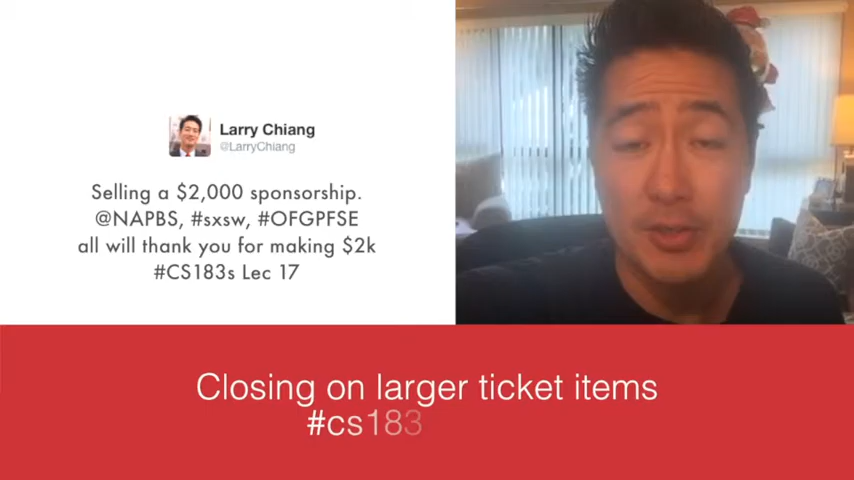 Larry Chiang
@LarryChiang
Selling a $2,000 sponsorship.
@NAPBS, #sxsw, #OFGPFSE
all will thank you for making $2k
#CS183s Lec 17
Closing on larger ticket items
#cs183